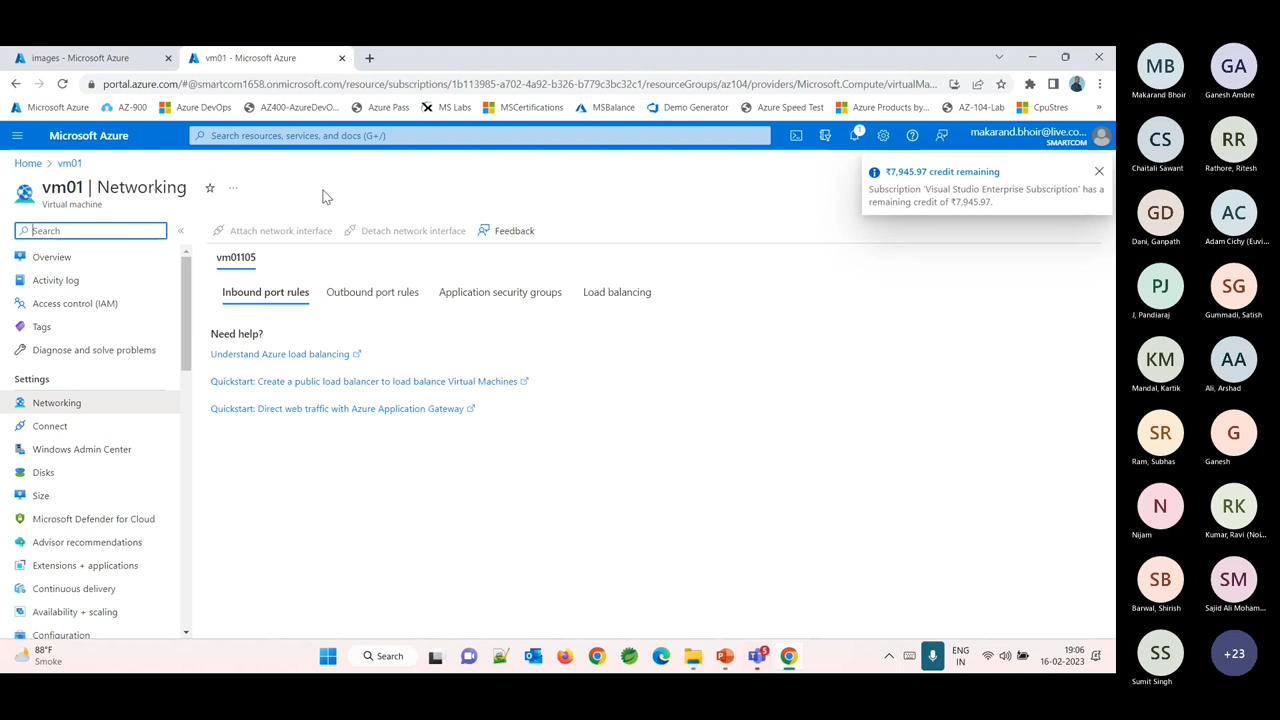 images - Microsoft Azure
vm01 - Microsoft Azure
portal.azure.com/#@smartcom1658.onmicrosoft.com/resource/subscriptions/1b113985-a702-4a92-b326-b779c3bc32c1/resourceGroups/az104/providers/Microsoft.Compute/virtualMa...
Microsoft Azure
AZ-900
Azure DevOps
AZ400-AzureDevO...
Azure Pass
MS Labs
MSCertifications
MSBalance
Demo Generator
Azure Speed Test
Azure Products by...
AZ-104-Lab
CpuStres
»
Microsoft Azure
Search resources, services, and docs (G+/)
1
makarand.bhoir@live.co...
SMARTCOM
Home > vm01
vm01 | Networking
Virtual machine
₹7,945.97 credit remaining
Subscription 'Visual Studio Enterprise Subscription' has a
remaining credit of ₹7,945.97.
Search
«
Attach network interface
Detach network interface
Feedback
Overview
Activity log
Access control (IAM)
Tags
Diagnose and solve problems
Settings
Networking
Connect
Windows Admin Center
Disks
Size
Microsoft Defender for Cloud
Advisor recommendations
Extensions + applications
Continuous delivery
Availability + scaling
Configuration
vm01105
Inbound port rules
Outbound port rules
Application security groups
Load balancing
Need help?
Understand Azure load balancing
Quickstart: Create a public load balancer to load balance Virtual Machines
Quickstart: Direct web traffic with Azure Application Gateway
88°F
Smoke
Search
5
ENG
IN
19:06
16-02-2023
MB
Makarand Bhoir
GA
Ganesh Ambre
CS
Chaitali Sawant
RR
Rathore, Ritesh
GD
Dani, Ganpath
AC
Adam Cichy (Euvi...
PJ
J, Pandiaraj
SG
Gummadi, Satish
KM
Mandal, Kartik
AA
Ali, Arshad
SR
Ram, Subhas
G
Ganesh
N
Nijam
RK
Kumar, Ravi (Noi...
SB
Barwal, Shirish
SM
Sajid Ali Moham...
SS
Sumit Singh
+23